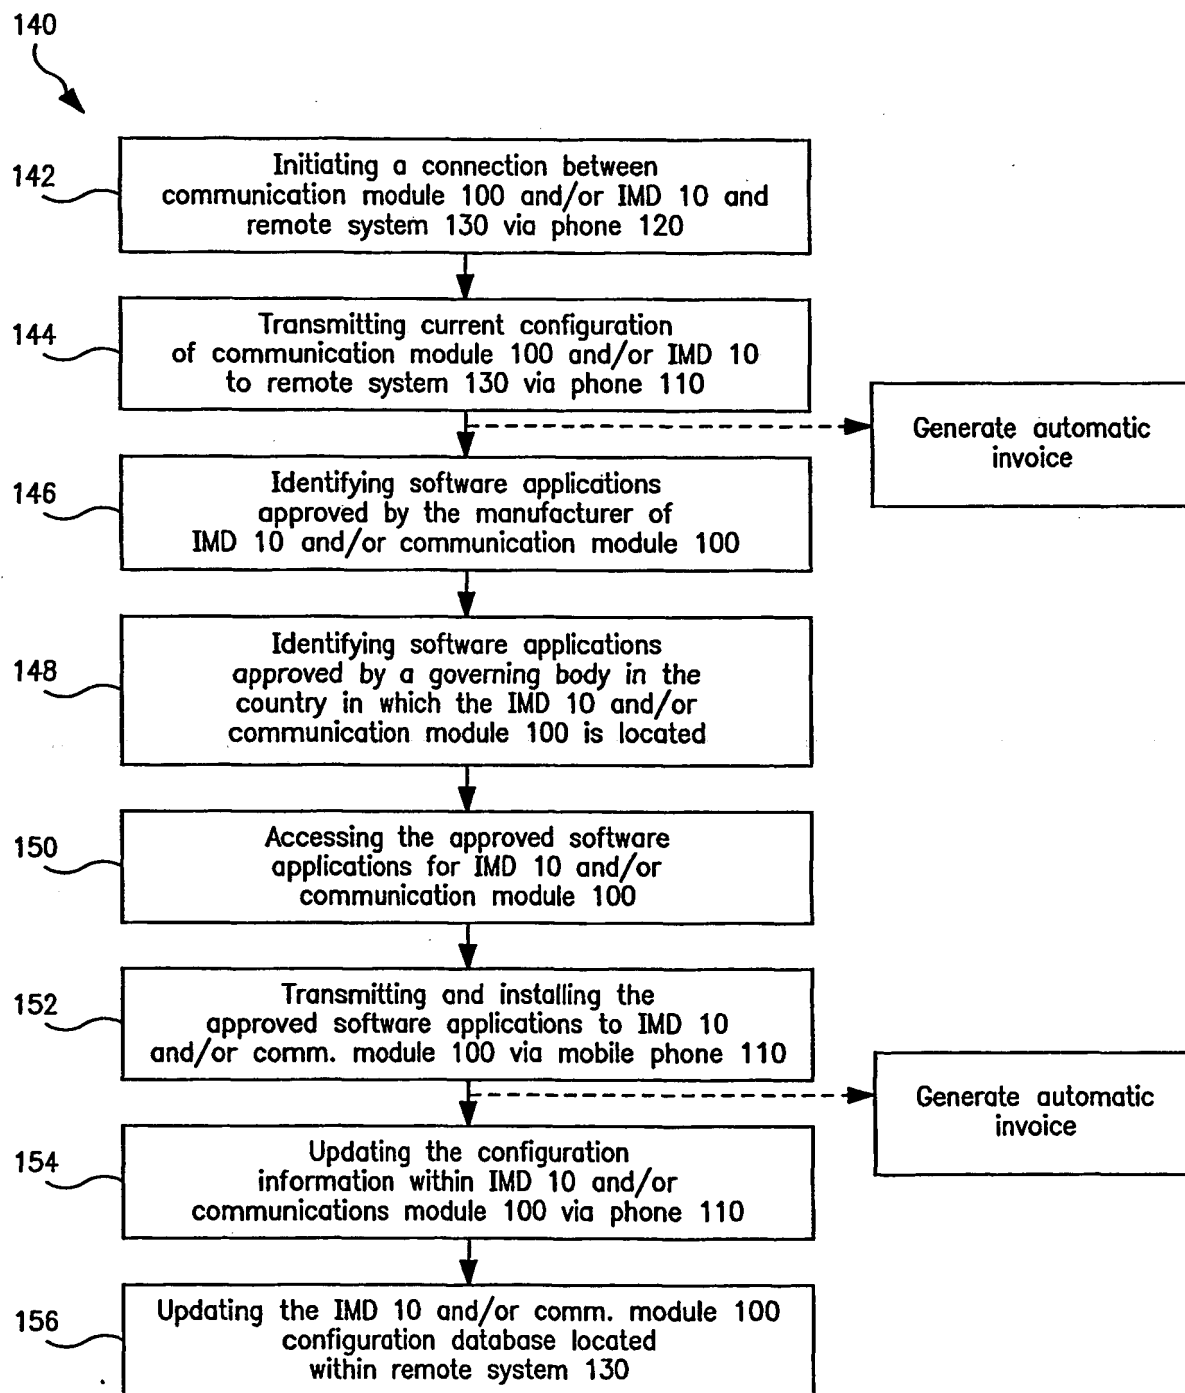 140
142
Initiating a connection between
communication module 100 and/or IMD 10 and
remote system 130 via phone 120
144
Transmitting current configuration
of communication module 100 and/or IMD 10
to remote system 130 via phone 110
Generate automatic
invoice
146
Identifying software applications
approved by the manufacturer of
IMD 10 and/or communication module 100
148
Identifying software applications
approved by a governing body in the
country in which the IMD 10 and/or
communication module 100 is located
150
Accessing the approved software
applications for IMD 10 and/or
communication module 100
152
Transmitting and installing the
approved software applications to IMD 10
and/or comm. module 100 via mobile phone 110
Generate automatic
invoice
154
Updating the configuration
information within IMD 10 and/or
communications module 100 via phone 110
156
Updating the IMD 10 and/or comm. module 100
configuration database located
within remote system 130